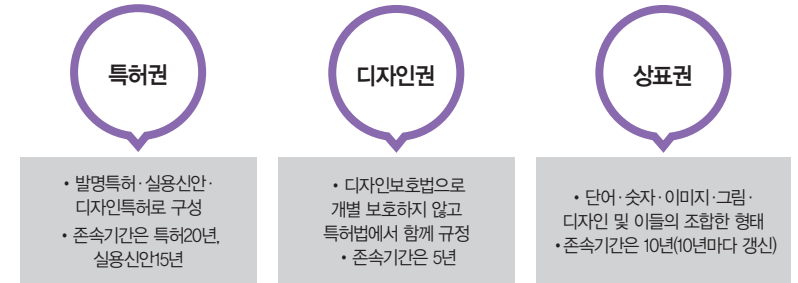 특허권
• 발명특허·실용신안·
디자인특허로 구성
• 존속기간은 특허20년,
실용신안15년
디자인권
• 디자인보호법으로
개별 보호하지 않고
특허법에서 함께 규정
• 존속기간은 5년
상표권
• 단어·숫자·이미지·그림·
디자인 및 이들의 조합한 형태
• 존속기간은 10년(10년마다 갱신)